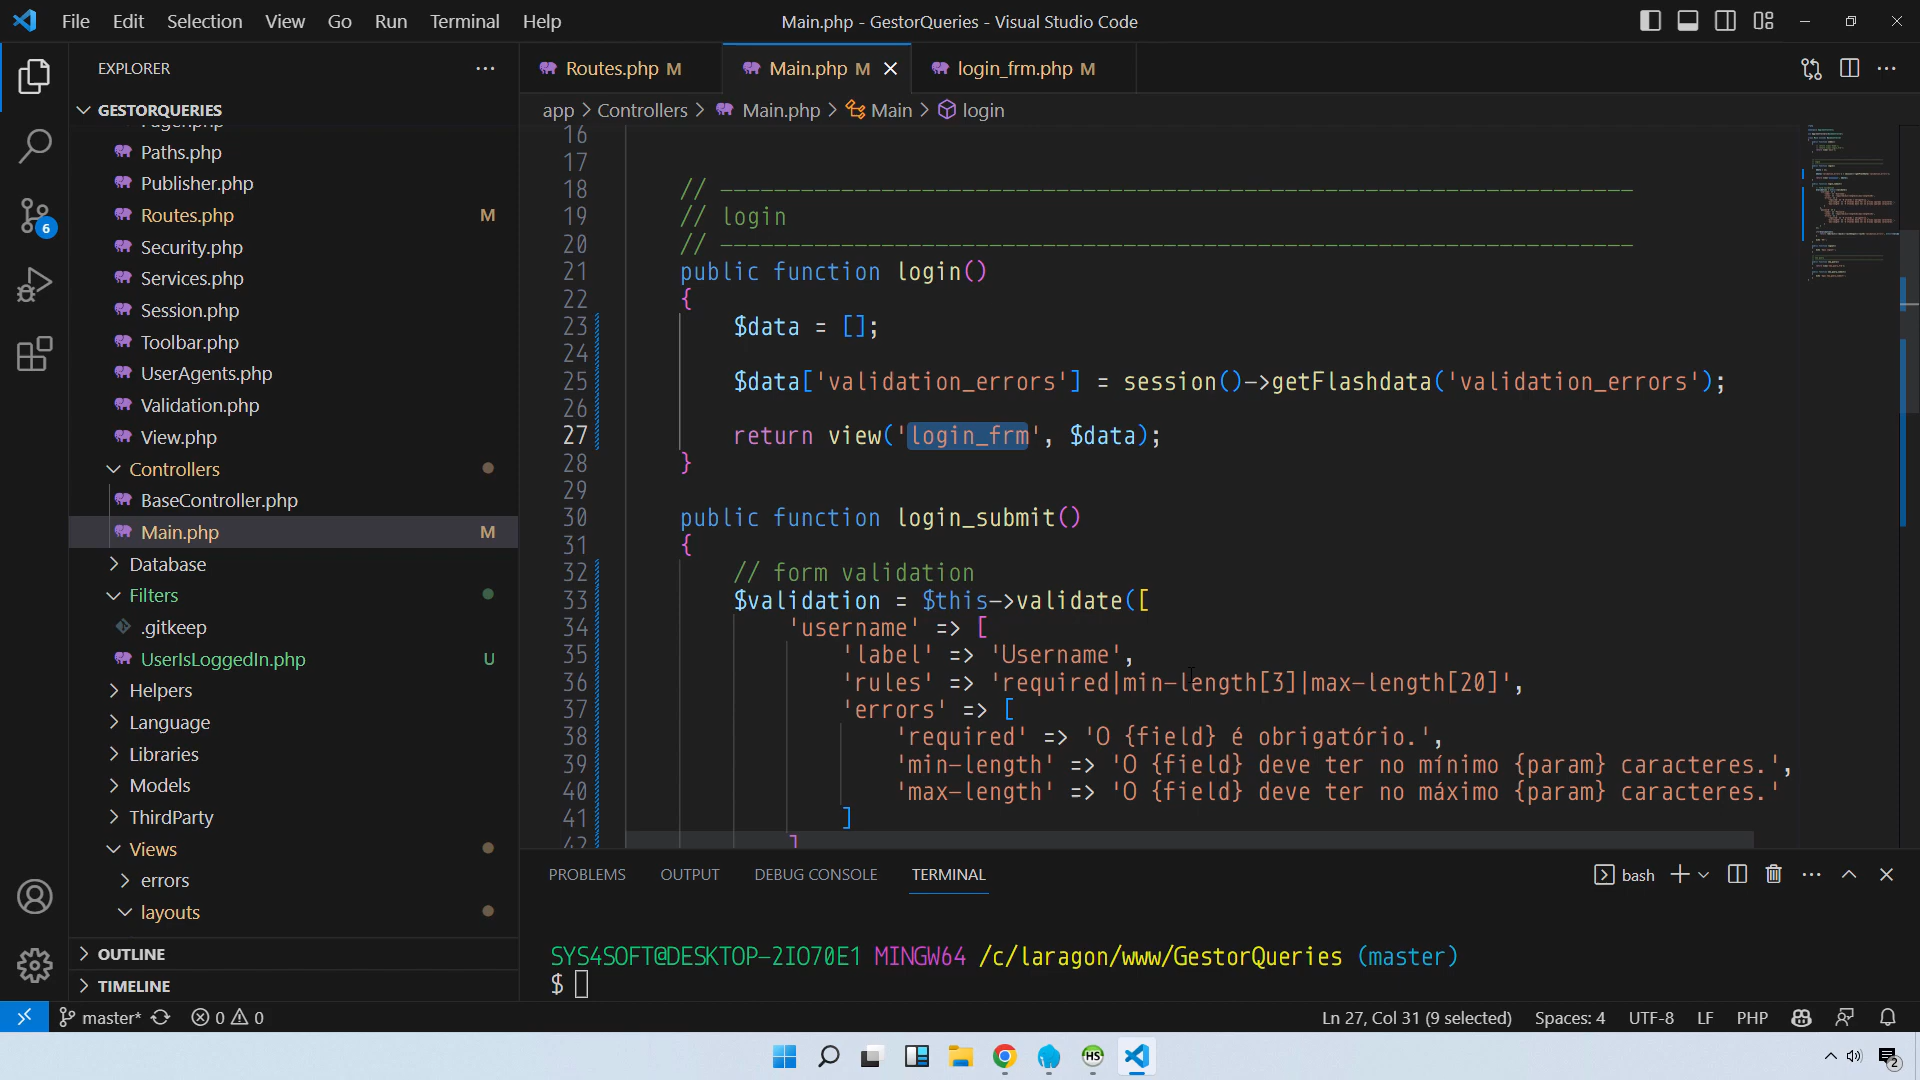 File Edit Selection View Go Run Terminal Help
Main.php - GestorQueries - Visual Studio Code
EXPLORER
GESTORQUERIES
Pager.php
Paths.php
Publisher.php
Routes.php M
Security.php
Services.php
Session.php
Toolbar.php
UserAgents.php
Validation.php
View.php
Controllers
BaseController.php
Main.php M
Database
Filters
.gitkeep
UserIsLoggedIn.php U
Helpers
Language
Libraries
Models
ThirdParty
Views
errors
layouts
OUTLINE
TIMELINE
6
Routes.php M
Main.php M
login_frm.php M
app > Controllers > Main.php > Main > login
16
17
18 // -----------------------------------------------------------------
19 // login
20 // -----------------------------------------------------------------
21 public function login()
22 {
23 $data = [];
24
25 $data['validation_errors'] = session()->getFlashdata('validation_errors');
26
27 return view('login_frm', $data);
28 }
29
30 public function login_submit()
31 {
32 // form validation
33 $validation = $this->validate([
34 'username' => [
35 'label' => 'Username',
36 'rules' => 'required|min-length[3]|max-length[20]',
37 'errors' => [
38 'required' => 'O {field} é obrigatório.',
39 'min-length' => 'O {field} deve ter no mínimo {param} caracteres.',
40 'max-length' => 'O {field} deve ter no máximo {param} caracteres.'
41 ]
42 ]
PROBLEMS OUTPUT DEBUG CONSOLE TERMINAL
bash
SYS4SOFT@DESKTOP-2IO70E1 MINGW64 /c/laragon/www/GestorQueries (master)
$
master* 0 0
Ln 27, Col 31 (9 selected) Spaces: 4 UTF-8 LF PHP
HS
2